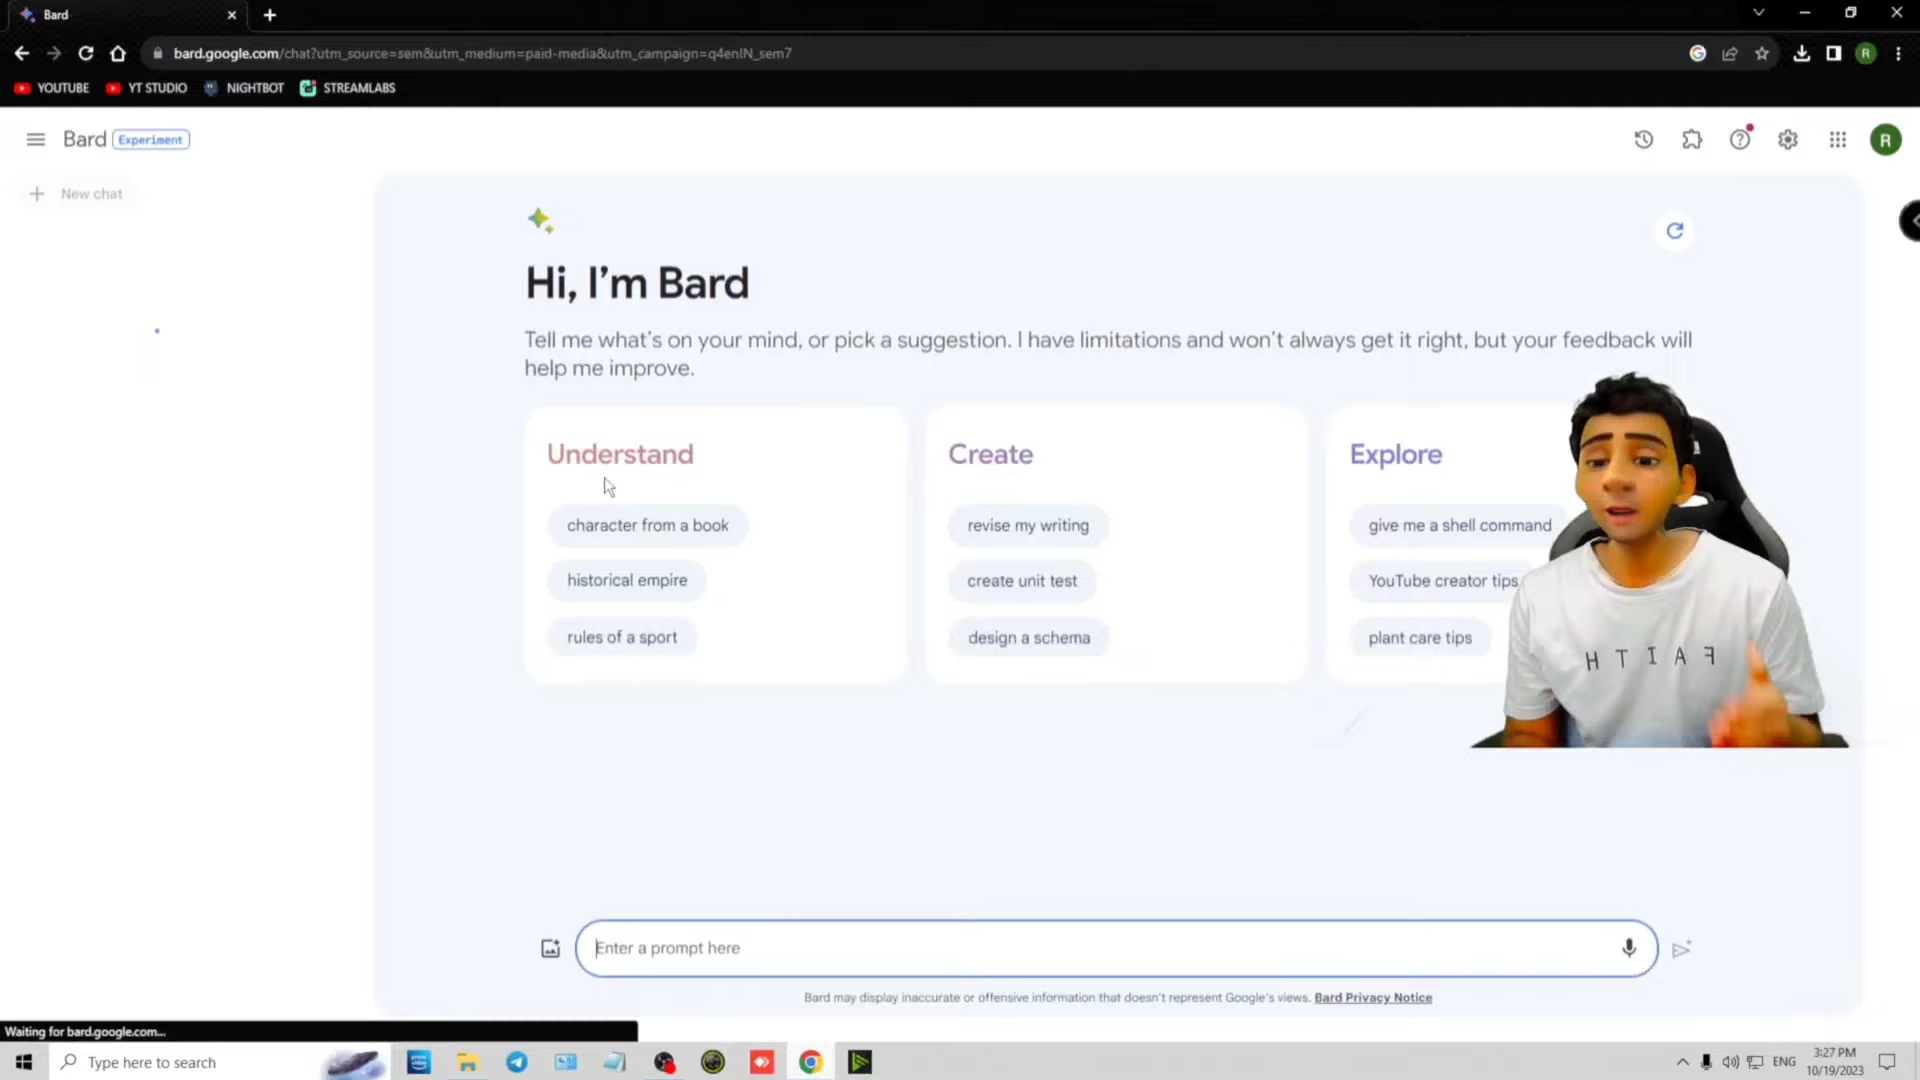 Bard
bard.google.com/chat?utm_source=sem&utm_medium=paid-media&utm_campaign=q4enIN_sem7
R
YOUTUBE
YT STUDIO
NIGHTBOT
STREAMLABS
Bard
Experiment
R
New chat
Hi, I'm Bard
Tell me what's on your mind, or pick a suggestion. I have limitations and won't always get it right, but your feedback will
help me improve.
Understand
character from a book
historical empire
rules of a sport
Create
revise my writing
create unit test
design a schema
Explore
give me a shell command
YouTube creator tips
plant care tips
FAITH
Enter a prompt here
Bard may display inaccurate or offensive information that doesn't represent Google's views. Bard Privacy Notice
Waiting for bard.google.com...
Type here to search
ENG
3:27 PM
10/19/2023